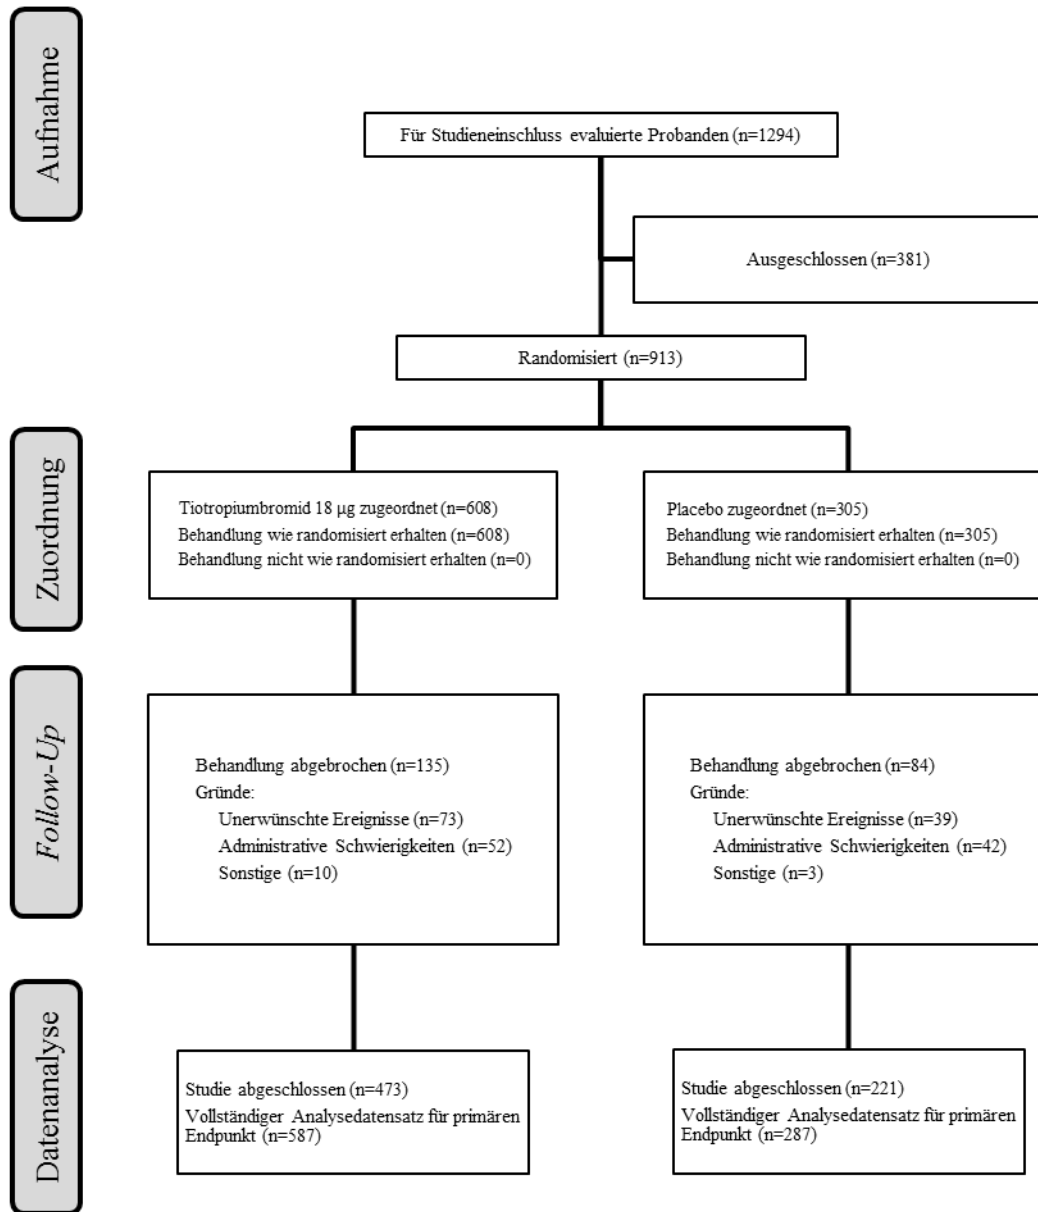 Aufnahme
Für Studieneinschluss evaluierte Probanden (n=1294)
Ausgeschlossen (n=381)
Randomisiert (n=913)
Zuordnung
Tiotropiumbromid 18 µg zugeordnet (n=608)
Behandlung wie randomisiert erhalten (n=608)
Behandlung nicht wie randomisiert erhalten (n=0)
Placebo zugeordnet (n=305)
Behandlung wie randomisiert erhalten (n=305)
Behandlung nicht wie randomisiert erhalten (n=0)
Follow-Up
Behandlung abgebrochen (n=135)
Gründe:
Unerwünschte Ereignisse (n=73)
Administrative Schwierigkeiten (n=52)
Sonstige (n=10)
Behandlung abgebrochen (n=84)
Gründe:
Unerwünschte Ereignisse (n=39)
Administrative Schwierigkeiten (n=42)
Sonstige (n=3)
Datenanalyse
Studie abgeschlossen (n=473)
Vollständiger Analysedatensatz für primären
Endpunkt (n=587)
Studie abgeschlossen (n=221)
Vollständiger Analysedatensatz für primären
Endpunkt (n=287)